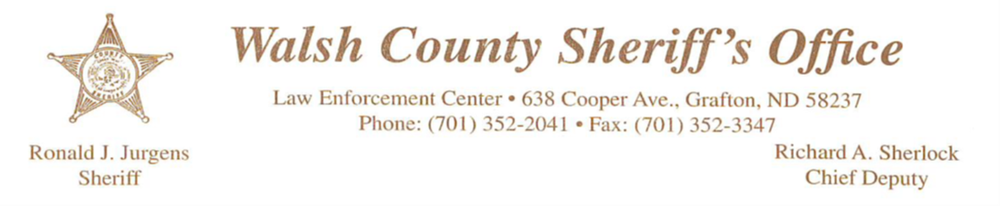 COUNTY
SHERIFF
Walsh County Sheriff's Office
Law Enforcement Center • 638 Cooper Ave., Grafton, ND 58237
Phone: (701) 352-2041 • Fax: (701) 352-3347
Ronald J. Jurgens
Sheriff
Richard A. Sherlock
Chief Deputy